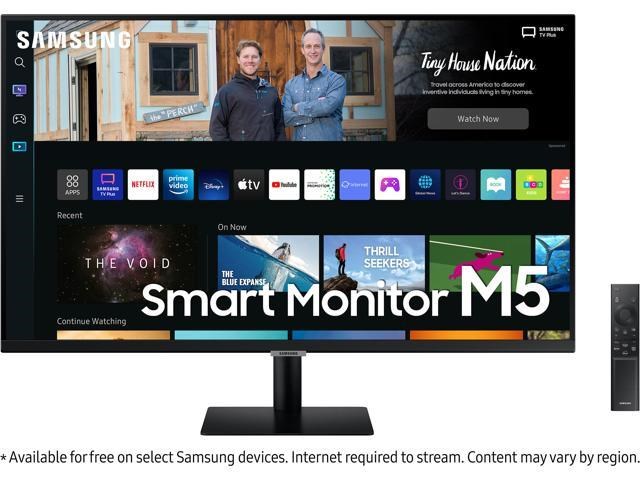 SAMSUNG
SAMSUNG
TV Plus
Tiny House Nation
Travel across America to discover
inventive individuals living in tiny homes.
the "PERCH"
Watch Now
Sponsored
APPS
SAMSUNG
TV Plus
NETFLIX
prime
video
Disney+
tv
YouTube
PROMOTION
internet
Global News
Let's Dance
BOOK
B C D
KIDS
Recent
On Now
THE VOID
THE
BLUE EXPANSE
THRILL
SEEKERS
Smart Monitor M5
Continue Watching
SAMSUNG
SAMSUNG
* Available for free on select Samsung devices. Internet required to stream. Content may vary by region.